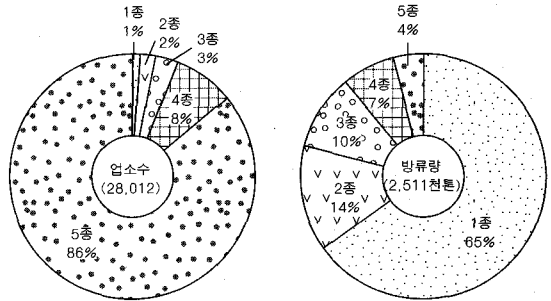 1종
1%
2종
2%
3종
3%
4종
8%
업소수
(28,012)
5종
86%
5종
4%
4종
7%
3종
10%
2종
14%
방류량
(2,511천톤)
1종
65%